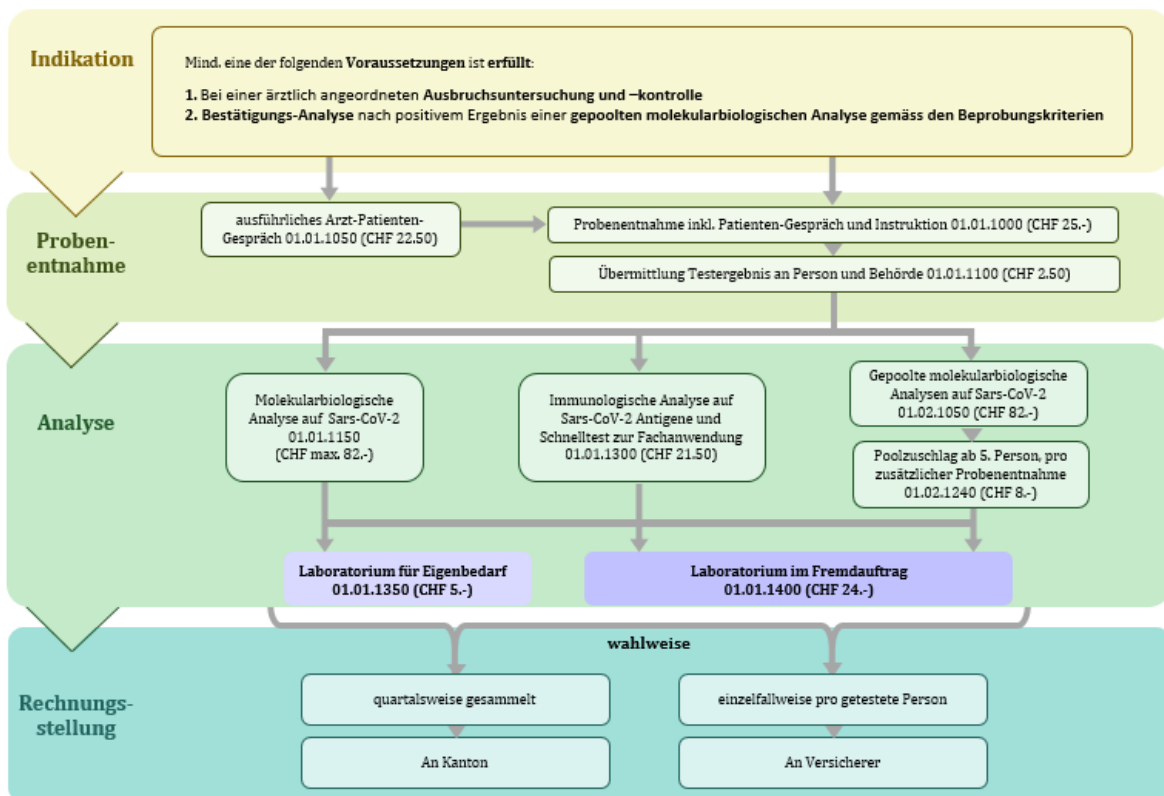 Indikation
Mind. eine der folgenden Voraussetzungen ist erfüllt:
1. Bei einer ärztlich angeordneten Ausbruchsuntersuchung und –kontrolle
2. Bestätigungs-Analyse nach positivem Ergebnis einer gepoolten molekularbiologischen Analyse gemäss den Beprobungskriterien
Proben-
entnahme
ausführliches Arzt-Patienten-
Gespräch 01.01.1050 (CHF 22.50)
Probenentnahme inkl. Patienten-Gespräch und Instruktion 01.01.1000 (CHF 25.-)
Übermittlung Testergebnis an Person und Behörde 01.01.1100 (CHF 2.50)
Analyse
Molekularbiologische
Analyse auf Sars-CoV-2
01.01.1150
(CHF max. 82.-)
Immunologische Analyse auf
Sars-CoV-2 Antigene und
Schnelltest zur Fachanwendung
01.01.1300 (CHF 21.50)
Gepoolte molekularbiologische
Analysen auf Sars-CoV-2
01.02.1050 (CHF 82.-)
Poolzuschlag ab 5. Person, pro
zusätzlicher Probenentnahme
01.02.1240 (CHF 8.-)
Laboratorium für Eigenbedarf
01.01.1350 (CHF 5.-)
Laboratorium im Fremdauftrag
01.01.1400 (CHF 24.-)
Rechnungs-
stellung
wahlweise
quartalsweise gesammelt
einzelfallweise pro getestete Person
An Kanton
An Versicherer